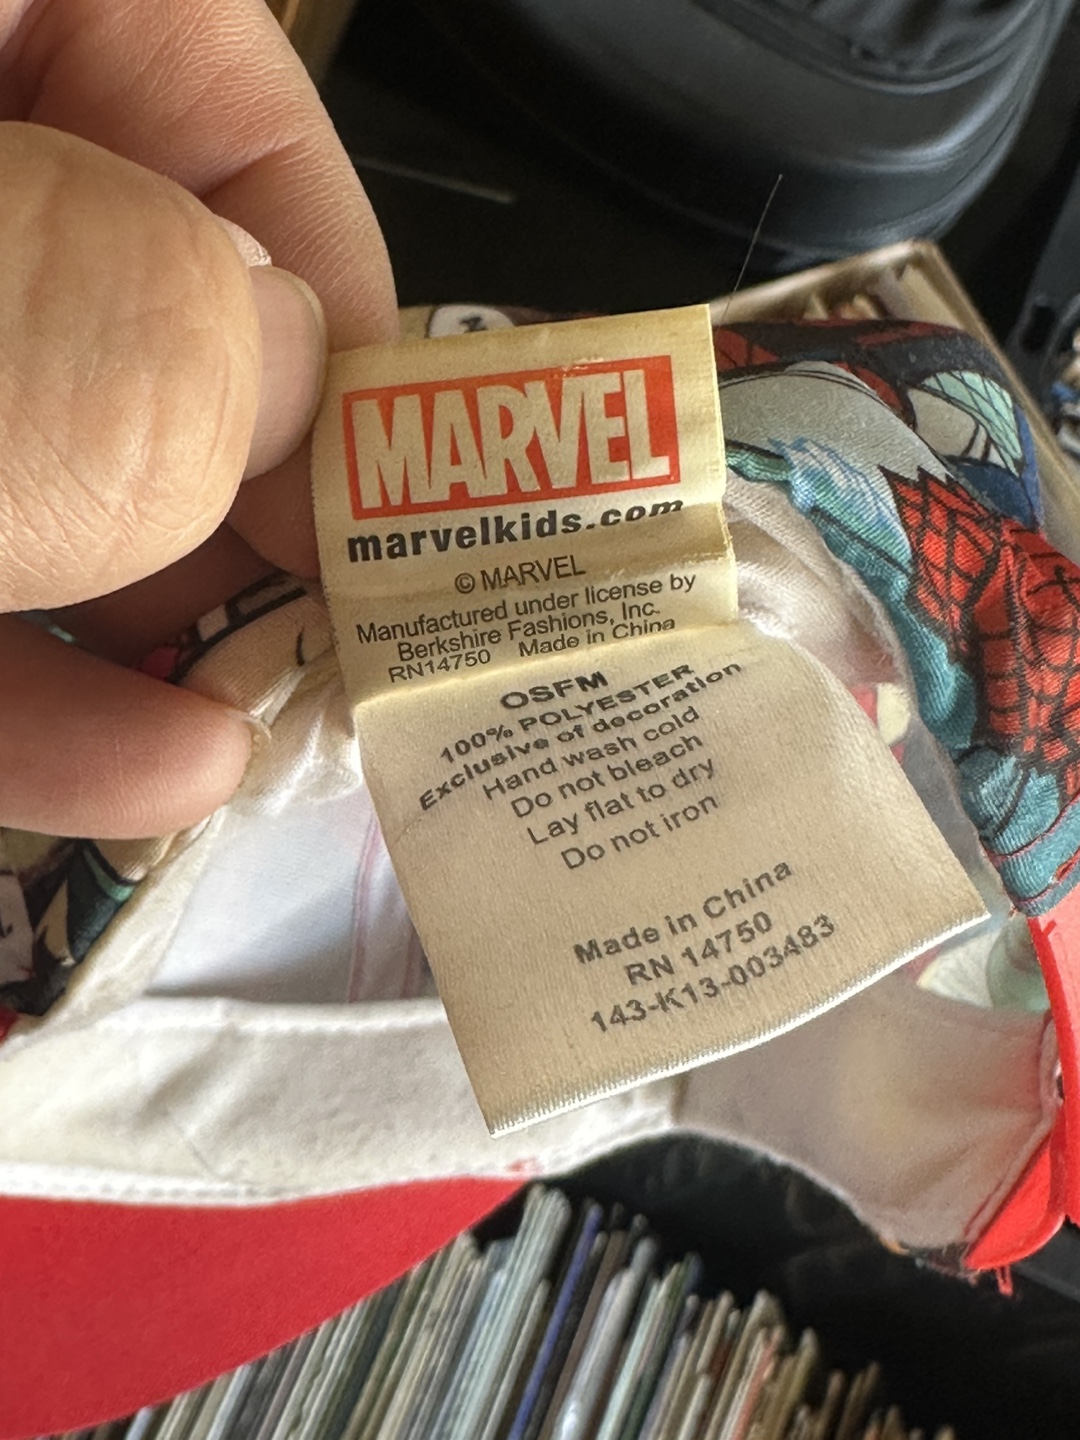 MARVEL
marvelkids.com
© MARVEL
Manufactured under license by
Berkshire Fashions, Inc.
RN14750 Made in China
OSFM
100% POLYESTER
Exclusive of decoration
Hand wash cold
Do not bleach
Lay flat to dry
Do not iron
Made in China
RN 14750
143-K13-003483